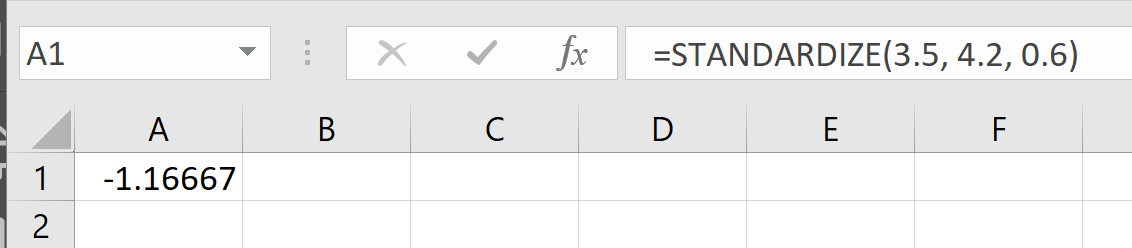 A1 fx =STANDARDIZE(3.5, 4.2, 0.6)
A B C D E F
1 -1.16667
2